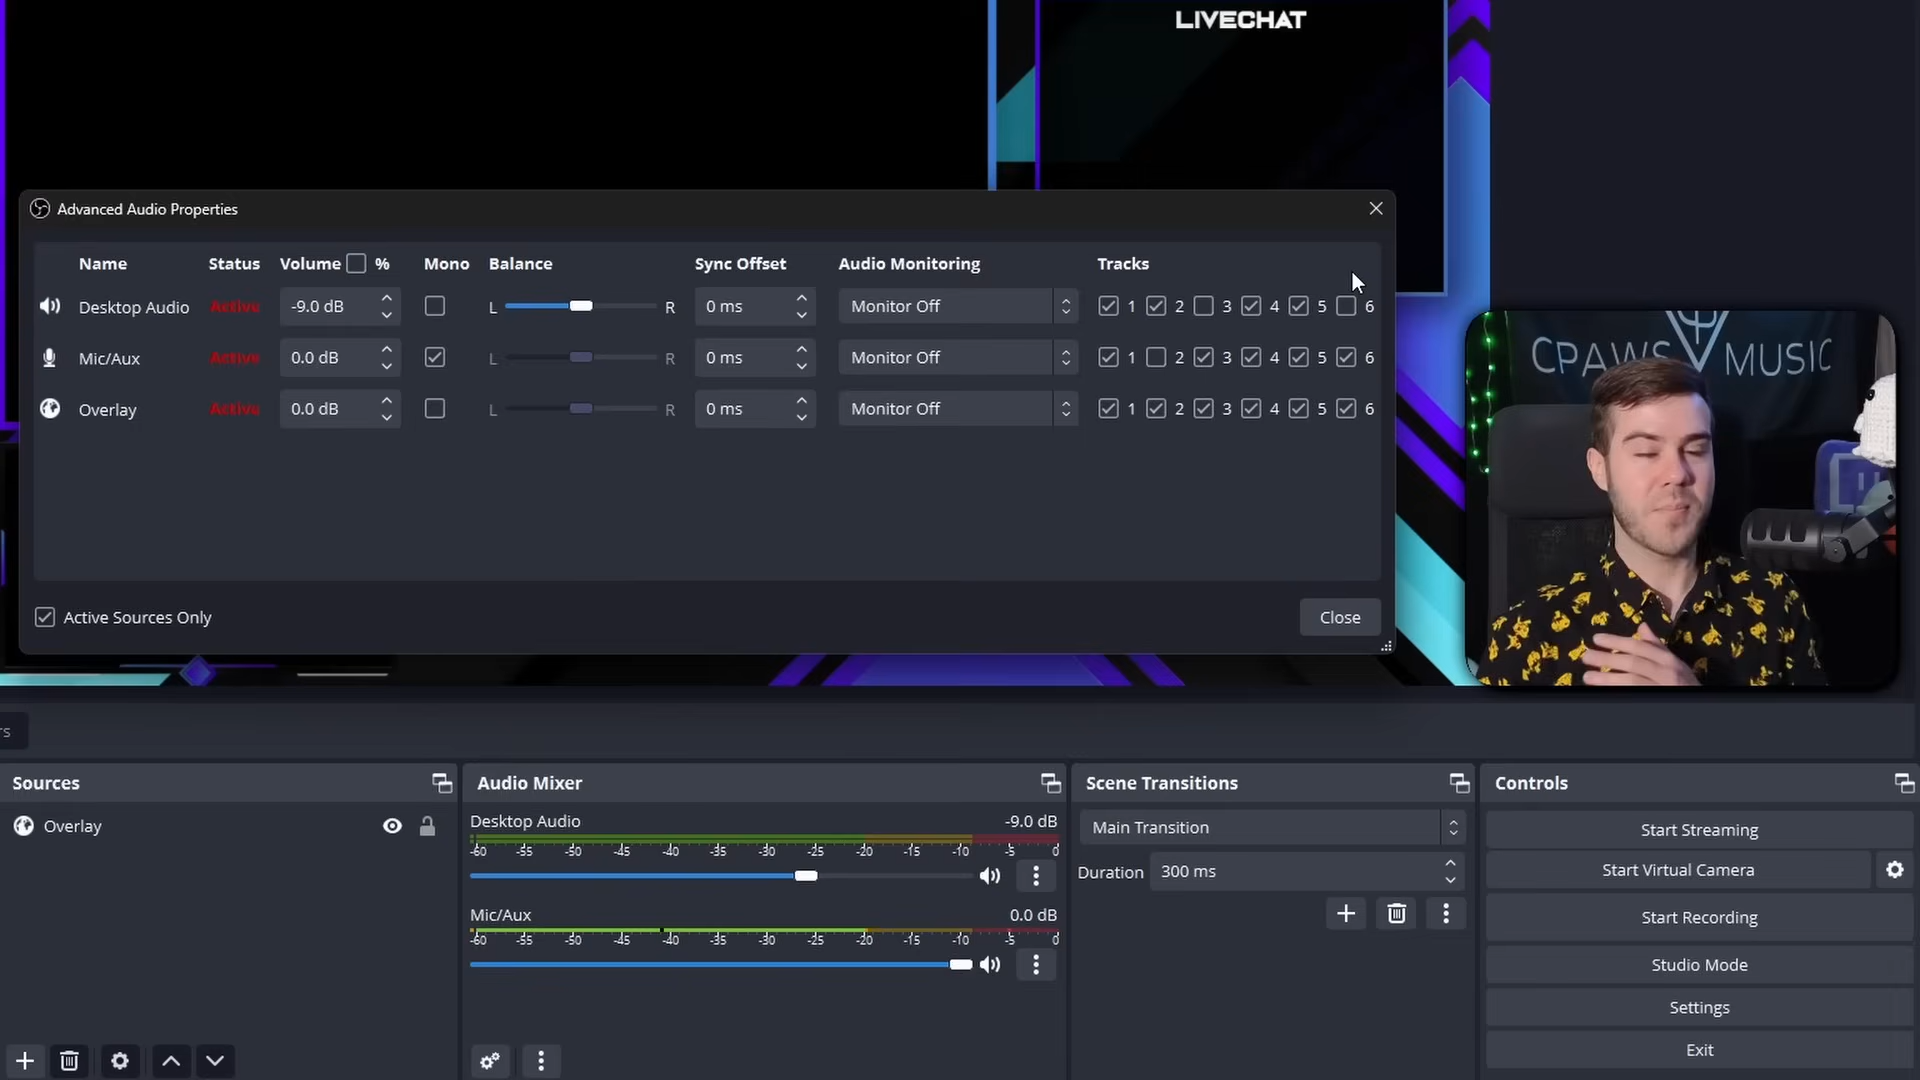 LIVECHAT
Advanced Audio Properties
Name Status Volume % Mono Balance Sync Offset Audio Monitoring Tracks
Desktop Audio Active -9.0 dB L R 0 ms Monitor Off 1 2 3 4 5 6
Mic/Aux Active 0.0 dB L R 0 ms Monitor Off 1 2 3 4 5 6
Overlay Active 0.0 dB L R 0 ms Monitor Off 1 2 3 4 5 6
CPAWS MUSIC
Active Sources Only
Close
rs
Sources
Overlay
Audio Mixer
Desktop Audio -9.0 dB
-60 -55 -50 -45 -40 -35 -30 -25 -20 -15 -10 -5 0
Mic/Aux 0.0 dB
-60 -55 -50 -45 -40 -35 -30 -25 -20 -15 -10 -5 0
Scene Transitions
Main Transition
Duration 300 ms
Controls
Start Streaming
Start Virtual Camera
Start Recording
Studio Mode
Settings
Exit